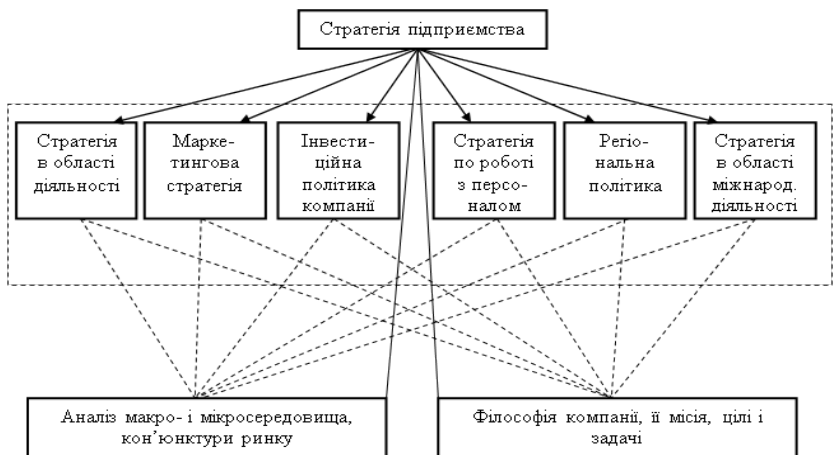 Стратегія підприємства
Стратегія
в області
діяльності
Марке-
тингова
стратегія
Інвести-
ційна
політика
компанії
Стратегія
по роботі
з персо-
налом
Регіо-
нальна
політика
Стратегія
в області
міжнарод.
діяльності
Аналіз макро- і мікросередовища,
кон’юнктури ринку
Філософія компанії, її місія, цілі і
задачі